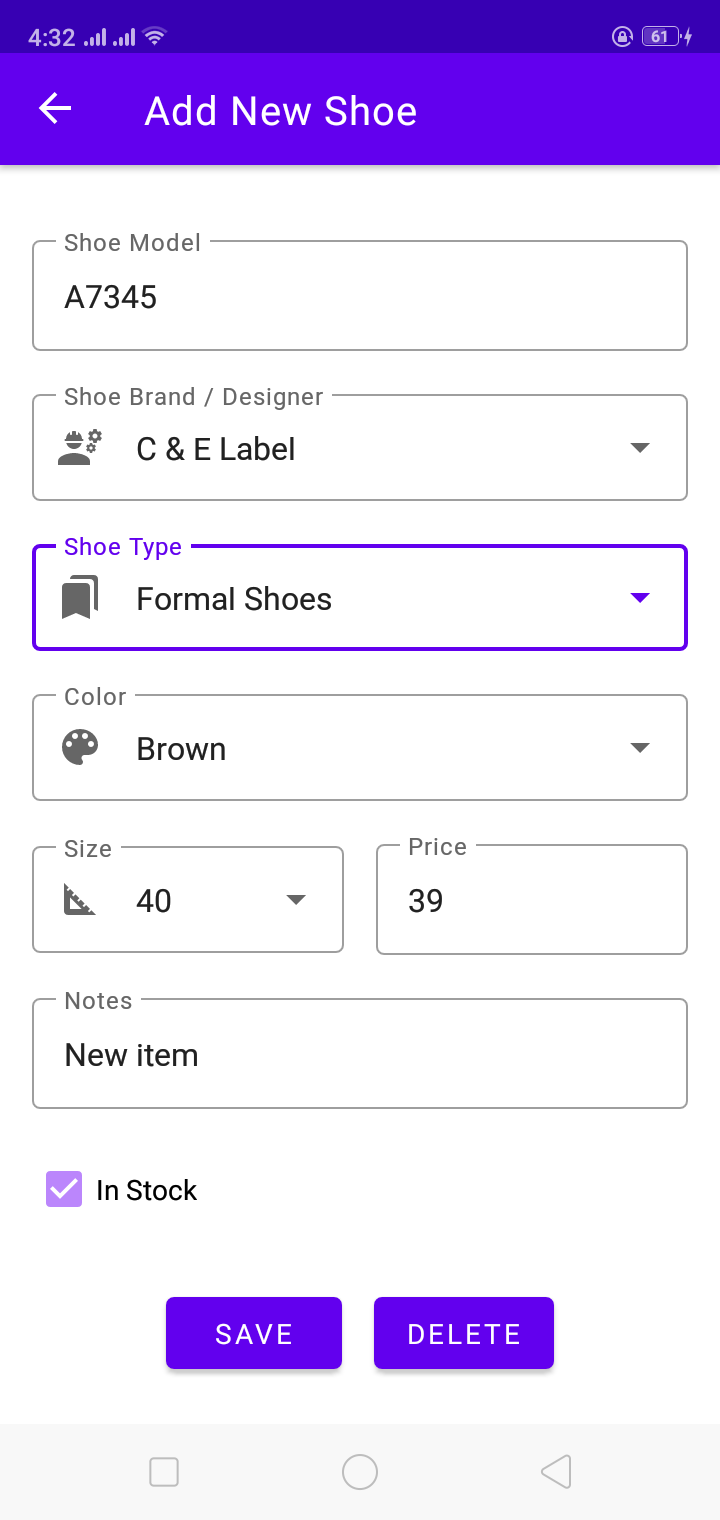 4:32 61
Add New Shoe
Shoe Model
A7345
Shoe Brand / Designer
C & E Label
Shoe Type
Formal Shoes
Color
Brown
Size Price
40 39
Notes
New item
In Stock
SAVE DELETE